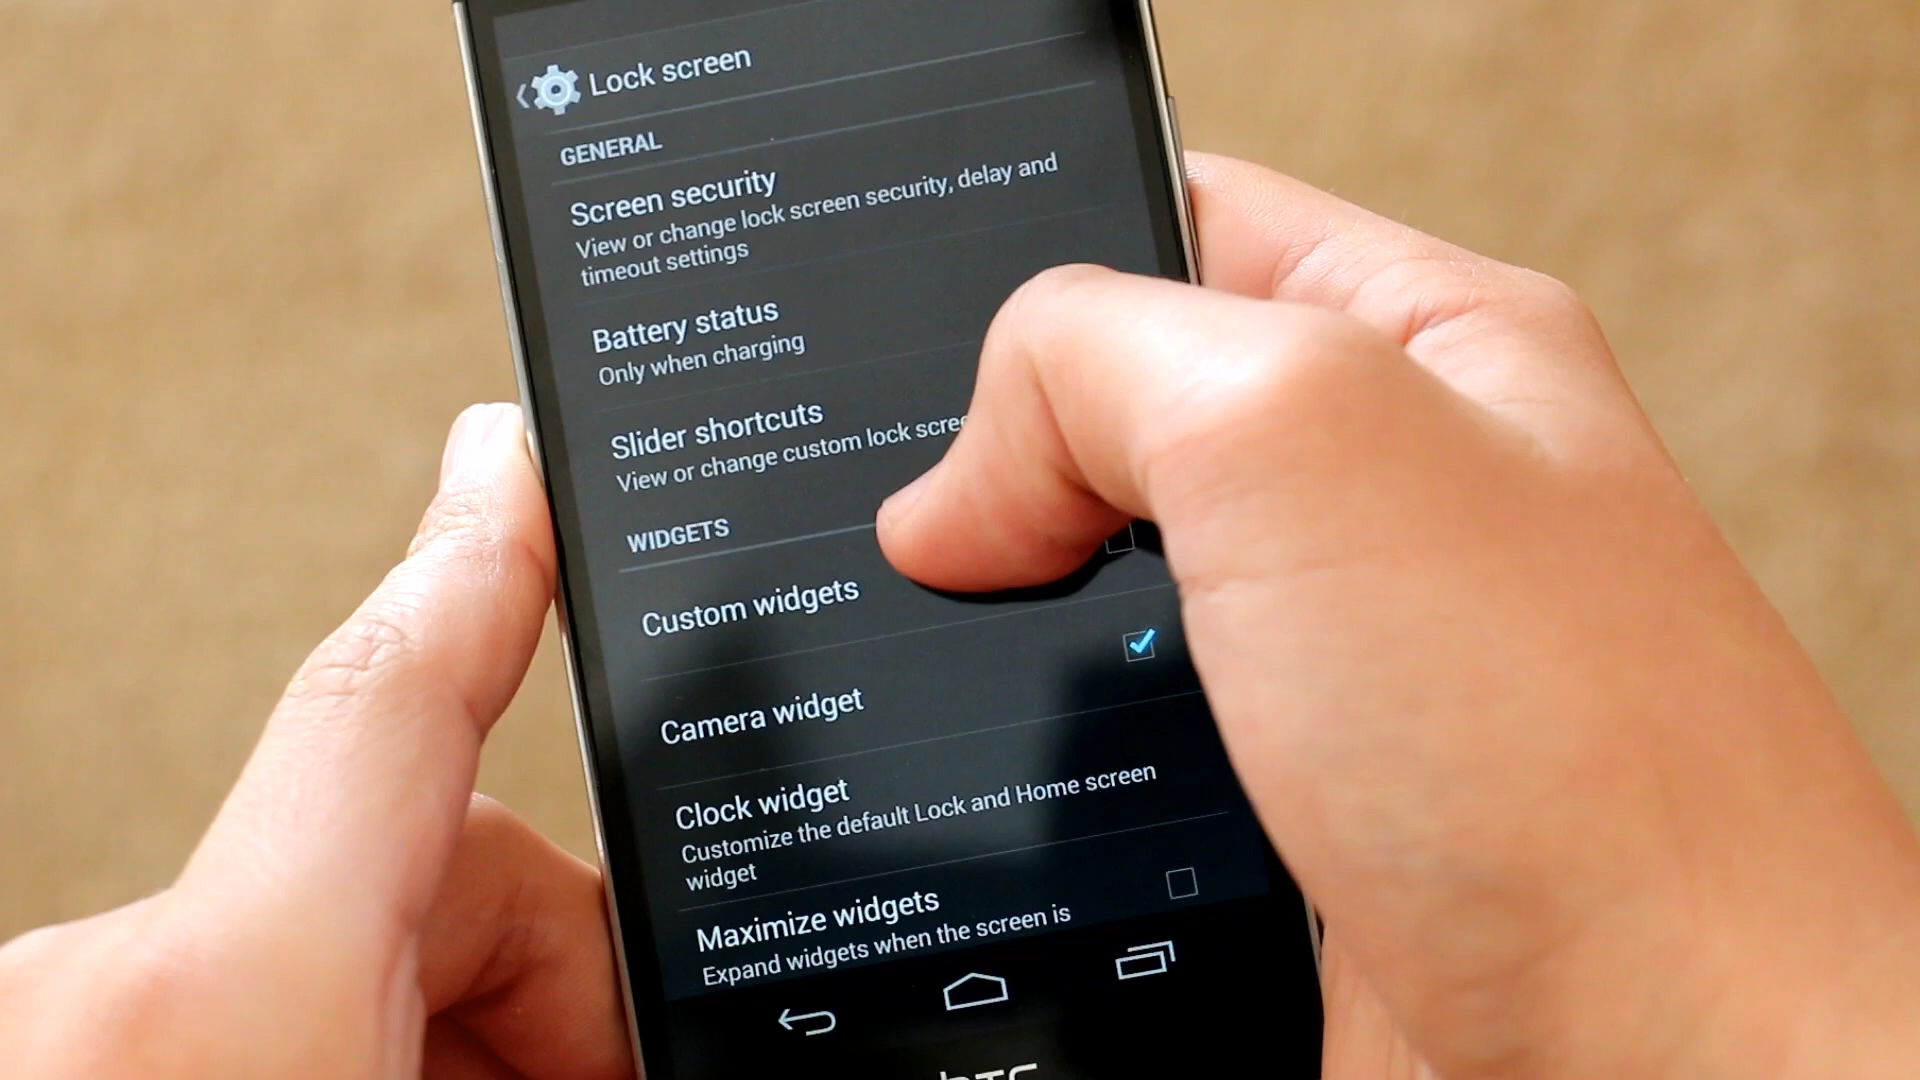 Lock screen
GENERAL
Screen security
View or change lock screen security, delay and
timeout settings
Battery status
Only when charging
Slider shortcuts
View or change custom lock
WIDGETS
Custom widgets
Camera widget
Clock widget
Customize the default Lock and Home screen
widget
Maximize widgets
Expand widgets when the screen is
hTC